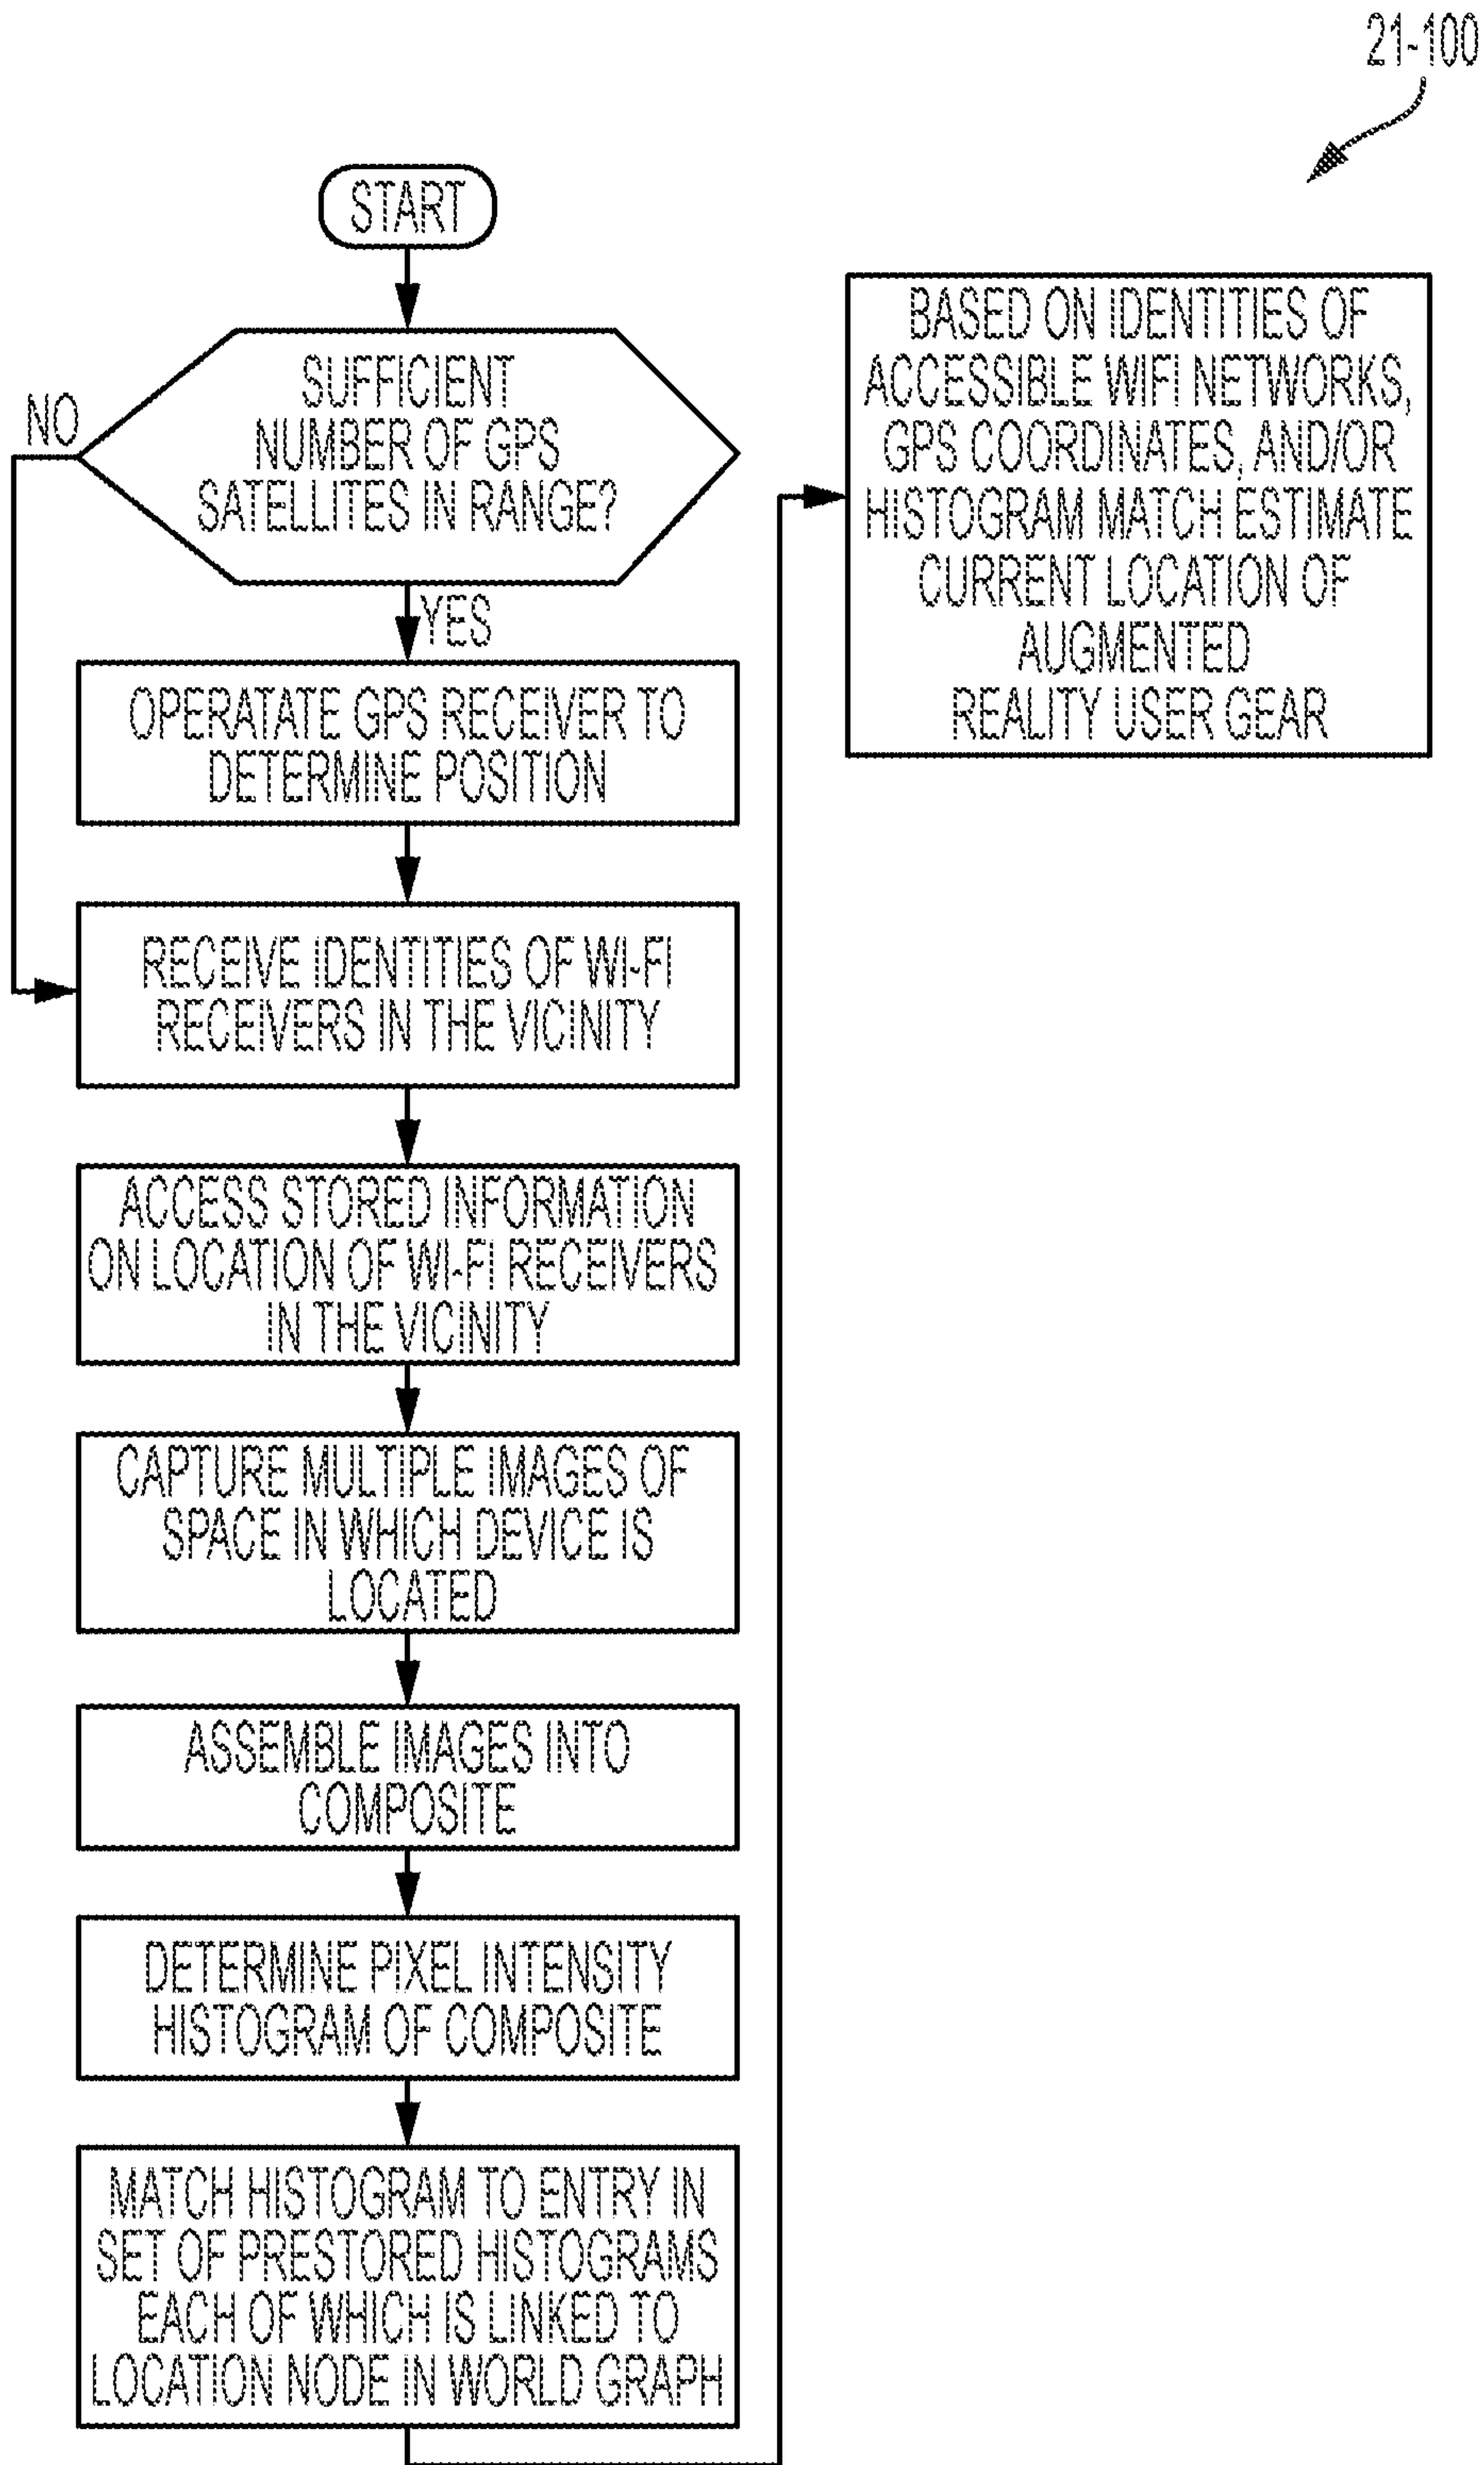 21-100
START
SUFFICIENT
NUMBER OF GPS
SATELLITES IN RANGE?
NO
YES
OPERATATE GPS RECEIVER TO
DETERMINE POSITION
RECEIVE IDENTITIES OF WI-FI
RECEIVERS IN THE VICINITY
ACCESS STORED INFORMATION
ON LOCATION OF WI-FI RECEIVERS
IN THE VICINITY
CAPTURE MULTIPLE IMAGES OF
SPACE IN WHICH DEVICE IS
LOCATED
ASSEMBLE IMAGES INTO
COMPOSITE
DETERMINE PIXEL INTENSITY
HISTOGRAM OF COMPOSITE
MATCH HISTOGRAM TO ENTRY IN
SET OF PRESTORED HISTOGRAMS
EACH OF WHICH IS LINKED TO
LOCATION NODE IN WORLD GRAPH
BASED ON IDENTITIES OF
ACCESSIBLE WIFI NETWORKS,
GPS COORDINATES, AND/OR
HISTOGRAM MATCH ESTIMATE
CURRENT LOCATION OF
AUGMENTED
REALITY USER GEAR